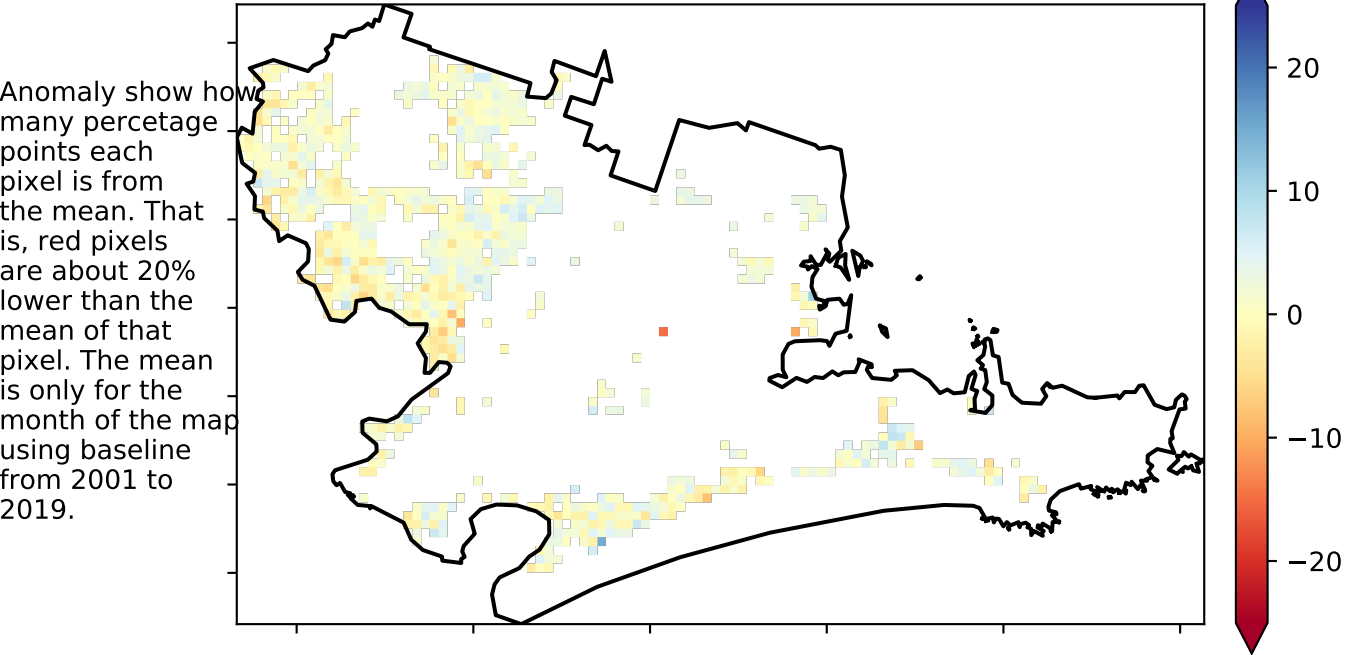 Anomaly show how
many percetage
points each
pixel is from
the mean. That
is, red pixels
are about 20%
lower than the
mean of that
pixel. The mean
is only for the
month of the map
using baseline
from 2001 to
2019.
20
10
0
−10
−20